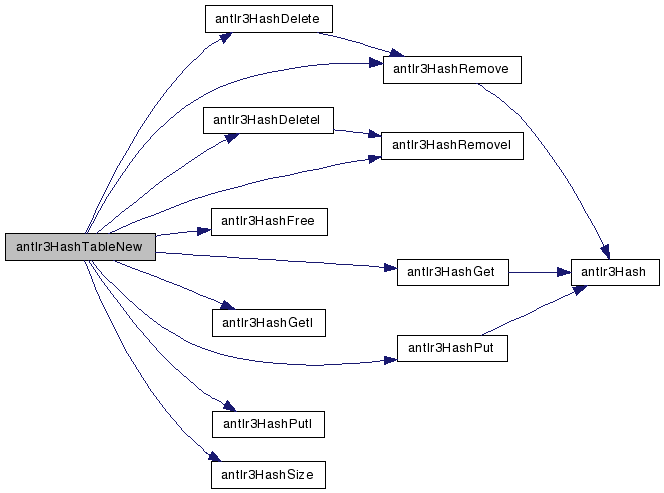 antlr3HashDelete
antlr3HashRemove
antlr3HashDeleteI
antlr3HashRemoveI
antlr3HashFree
antlr3HashTableNew
antlr3HashGet
antlr3Hash
antlr3HashGetI
antlr3HashPut
antlr3HashPutI
antlr3HashSize